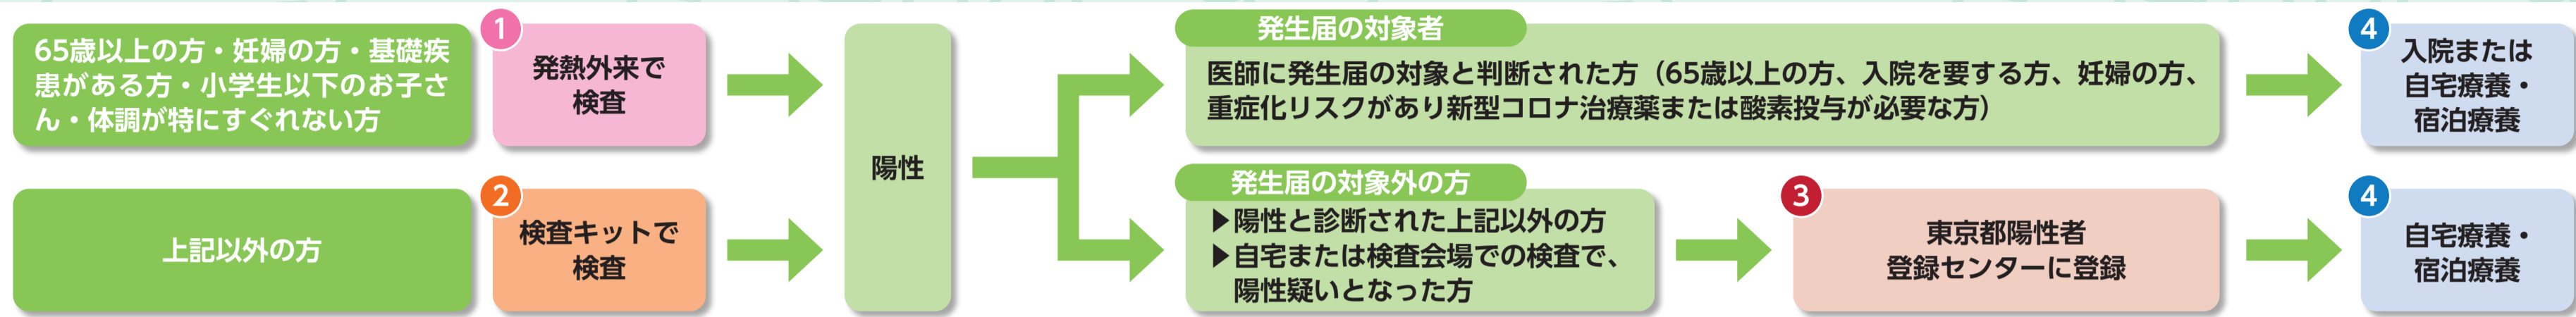 65歳以上の方・妊婦の方・基礎疾
患がある方・小学生以下のお子さ
ん・体調が特にすぐれない方
1
発熱外来で
検査
上記以外の方
2
検査キットで
検査
陽性
発生届の対象者
医師に発生届の対象と判断された方（65歳以上の方、入院を要する方、妊婦の方、
重症化リスクがあり新型コロナ治療薬または酸素投与が必要な方）
4
入院または
自宅療養・
宿泊療養
発生届の対象外の方
▶陽性と診断された上記以外の方
▶自宅または検査会場での検査で、
陽性疑いとなった方
3
東京都陽性者
登録センターに登録
4
自宅療養・
宿泊療養